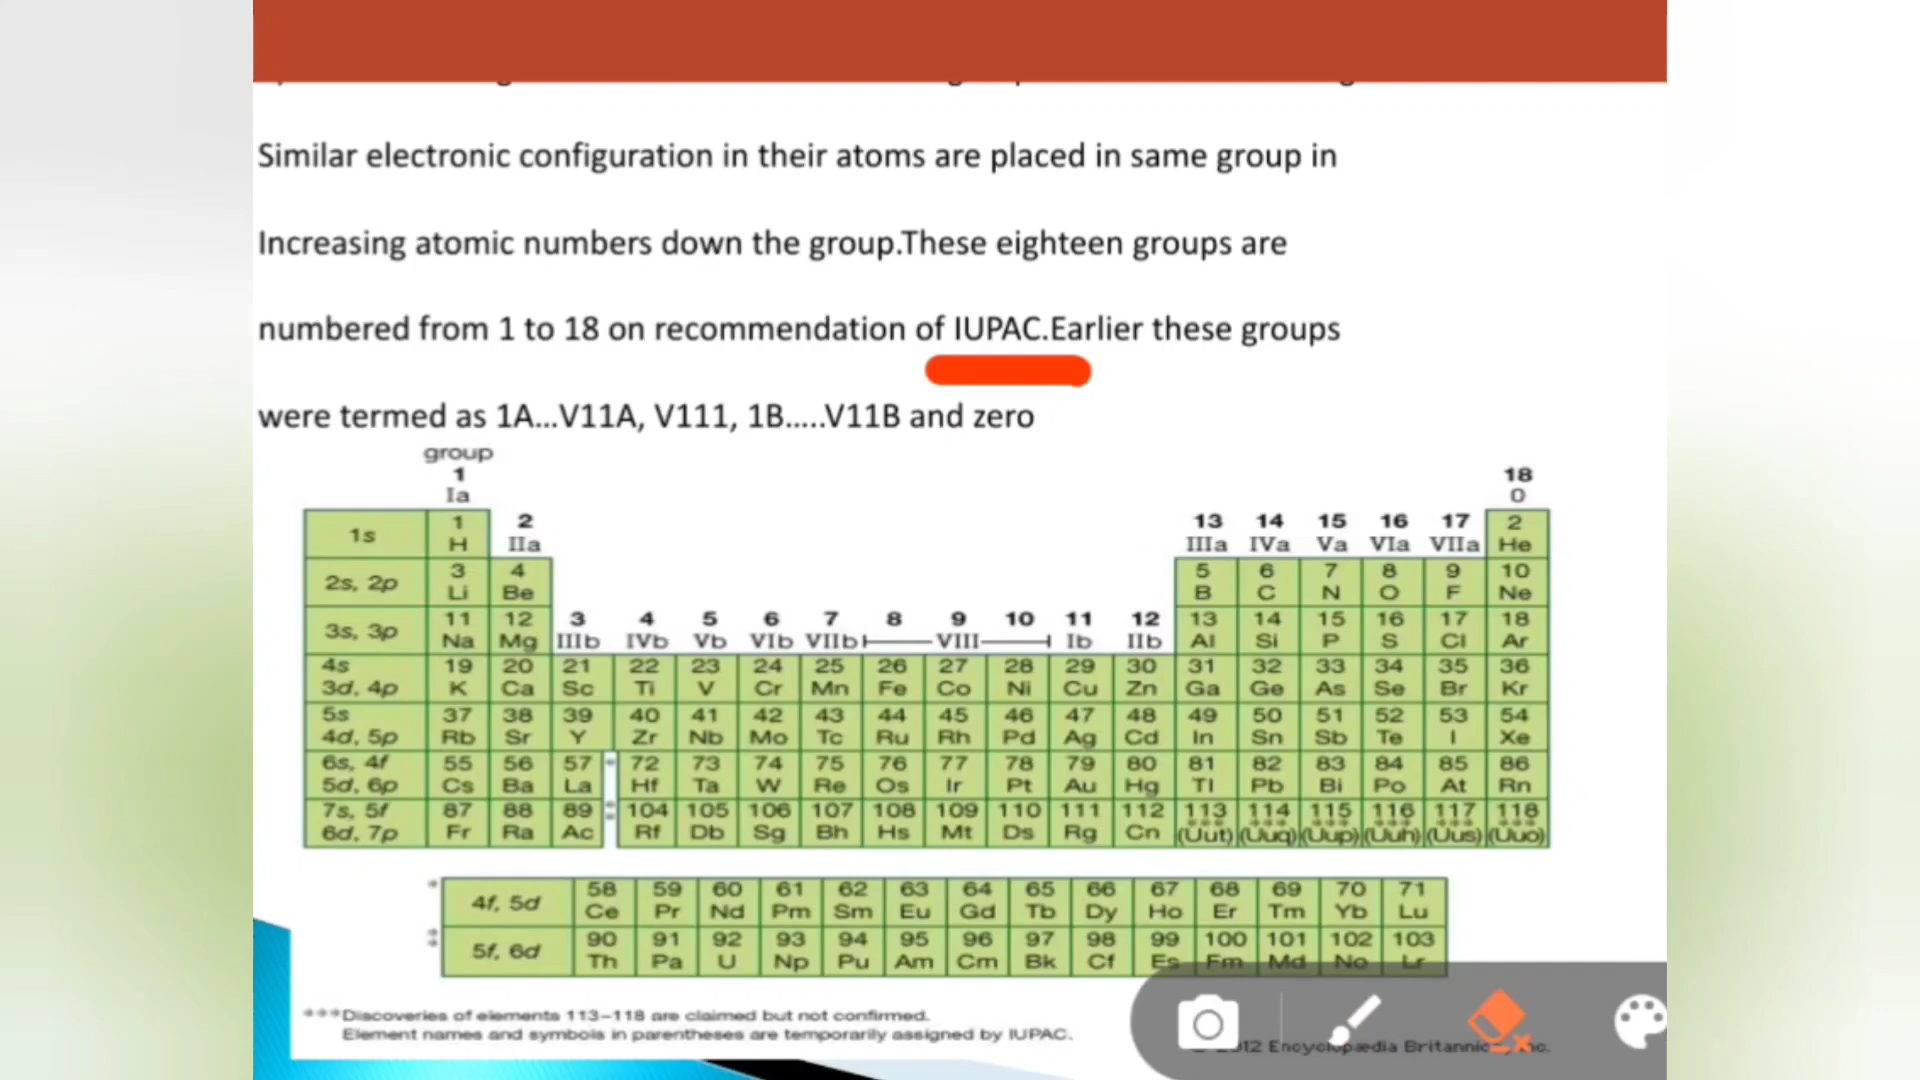 Similar electronic configuration in their atoms are placed in same group in
Increasing atomic numbers down the group.These eighteen groups are
numbered from 1 to 18 on recommendation of IUPAC.Earlier these groups
were termed as 1A...V11A, V111, 1B.....V11B and zero
group
1 18
Ia 0
1s 1 2 13 14 15 16 17 2
H IIa IIIa IVa Va VIa VIIa He
2s, 2p 3 4 5 6 7 8 9 10
Li Be B C N O F Ne
3s, 3p 11 12 3 4 5 6 7 8 9 10 11 12 13 14 15 16 17 18
Na Mg IIIb IVb Vb VIb VIIb VIII Ib IIb Al Si P S Cl Ar
4s 19 20 21 22 23 24 25 26 27 28 29 30 31 32 33 34 35 36
3d, 4p K Ca Sc Ti V Cr Mn Fe Co Ni Cu Zn Ga Ge As Se Br Kr
5s 37 38 39 40 41 42 43 44 45 46 47 48 49 50 51 52 53 54
4d, 5p Rb Sr Y Zr Nb Mo Tc Ru Rh Pd Ag Cd In Sn Sb Te I Xe
6s, 4f 55 56 57 * 72 73 74 75 76 77 78 79 80 81 82 83 84 85 86
5d, 6p Cs Ba La Hf Ta W Re Os Ir Pt Au Hg Tl Pb Bi Po At Rn
7s, 5f 87 88 89 ** 104 105 106 107 108 109 110 111 112 113 114 115 116 117 118
6d, 7p Fr Ra Ac Rf Db Sg Bh Hs Mt Ds Rg Cn (Uut) (Uuq) (Uup) (Uuh) (Uus) (Uuo)
* 4f, 5d 58 59 60 61 62 63 64 65 66 67 68 69 70 71
Ce Pr Nd Pm Sm Eu Gd Tb Dy Ho Er Tm Yb Lu
** 5f, 6d 90 91 92 93 94 95 96 97 98 99 100 101 102 103
Th Pa U Np Pu Am Cm Bk Cf Es Fm Md No Lr
***Discoveries of elements 113–118 are claimed but not confirmed.
Element names and symbols in parentheses are temporarily assigned by IUPAC.
Encyclopædia Britannica, Inc.